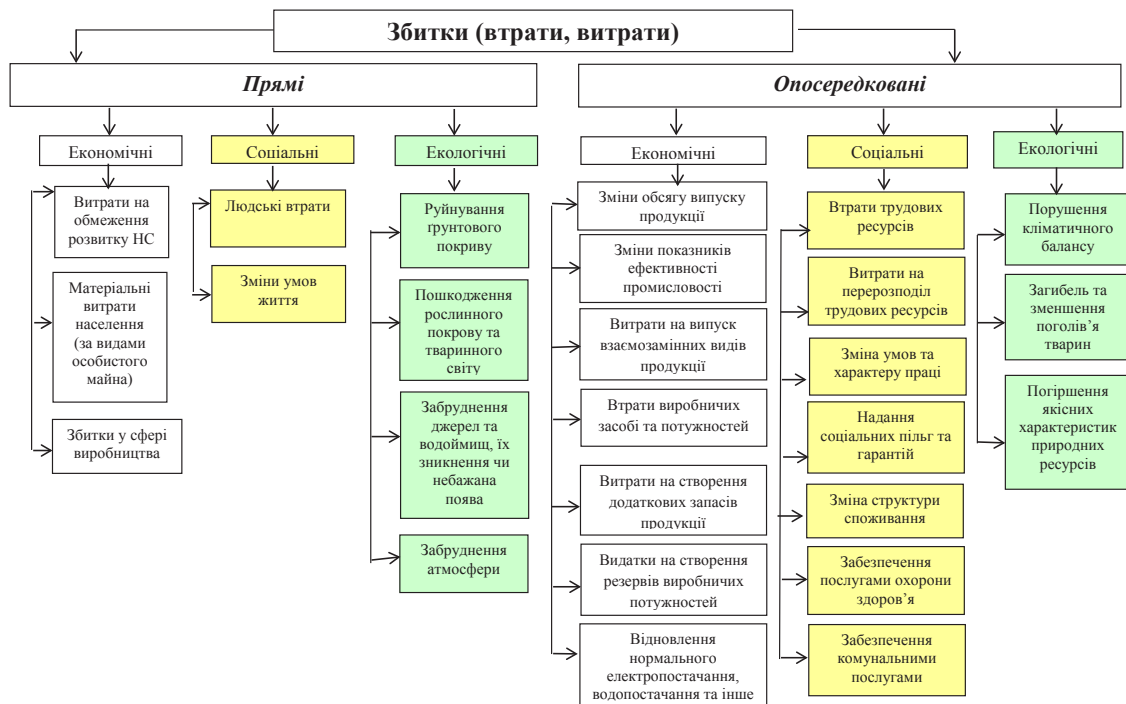 Збитки (втрати, витрати)
Прямі
Опосередковані
Економічні
Соціальні
Екологічні
Економічні
Соціальні
Екологічні
Витрати на
обмеження
розвитку НС
Матеріальні
витрати
населення
(за видами
особистого
майна)
Збитки у сфері
виробництва
Людські втрати
Зміни умов
життя
Руйнування
ґрунтового
покриву
Пошкодження
рослинного
покрову та
тваринного
світу
Забруднення
джерел та
водоймищ, їх
зникнення чи
небажана
поява
Забруднення
атмосфери
Зміни обсягу випуску
продукції
Зміни показників
ефективності
промисловості
Витрати на випуск
взаємозамінних видів
продукції
Втрати виробничих
засобі та потужностей
Витрати на створення
додаткових запасів
продукції
Видатки на створення
резервів виробничих
потужностей
Відновлення
нормального
електропостачання,
водопостачання та інше
Втрати трудових
ресурсів
Витрати на
перерозподіл
трудових ресурсів
Зміна умов та
характеру праці
Надання
соціальних пільг та
гарантій
Зміна структури
споживання
Забезпечення
послугами охорони
здоров’я
Забезпечення
комунальними
послугами
Порушення
кліматичного
балансу
Загибель та
зменшення
поголів’я
тварин
Погіршення
якісних
характеристик
природних
ресурсів